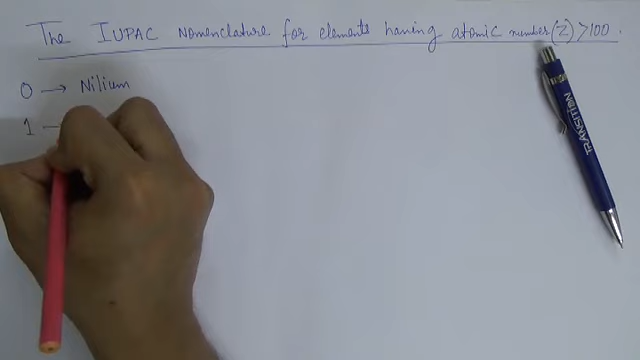 The IUPAC Nomenclature for elements having atomic number (Z) >100.
0 → Nilium
1
TRANSITION